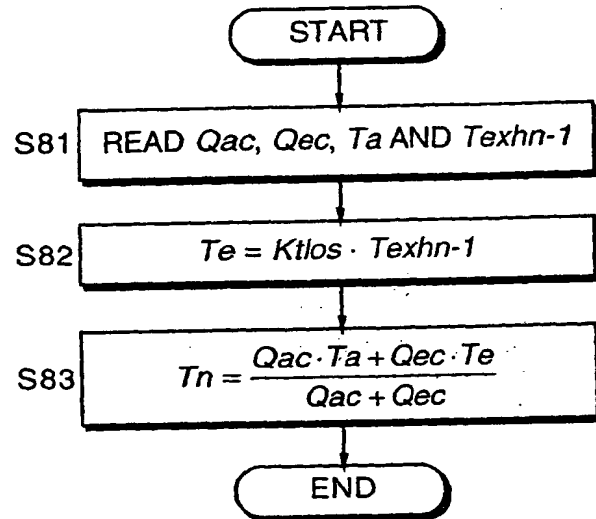 START
S81 READ Qac, Qec, Ta AND Texhn-1
S82 Te = Ktlos · Texhn-1
S83 Tn = \frac{Qac·Ta + Qec·Te}{Qac + Qec}
END